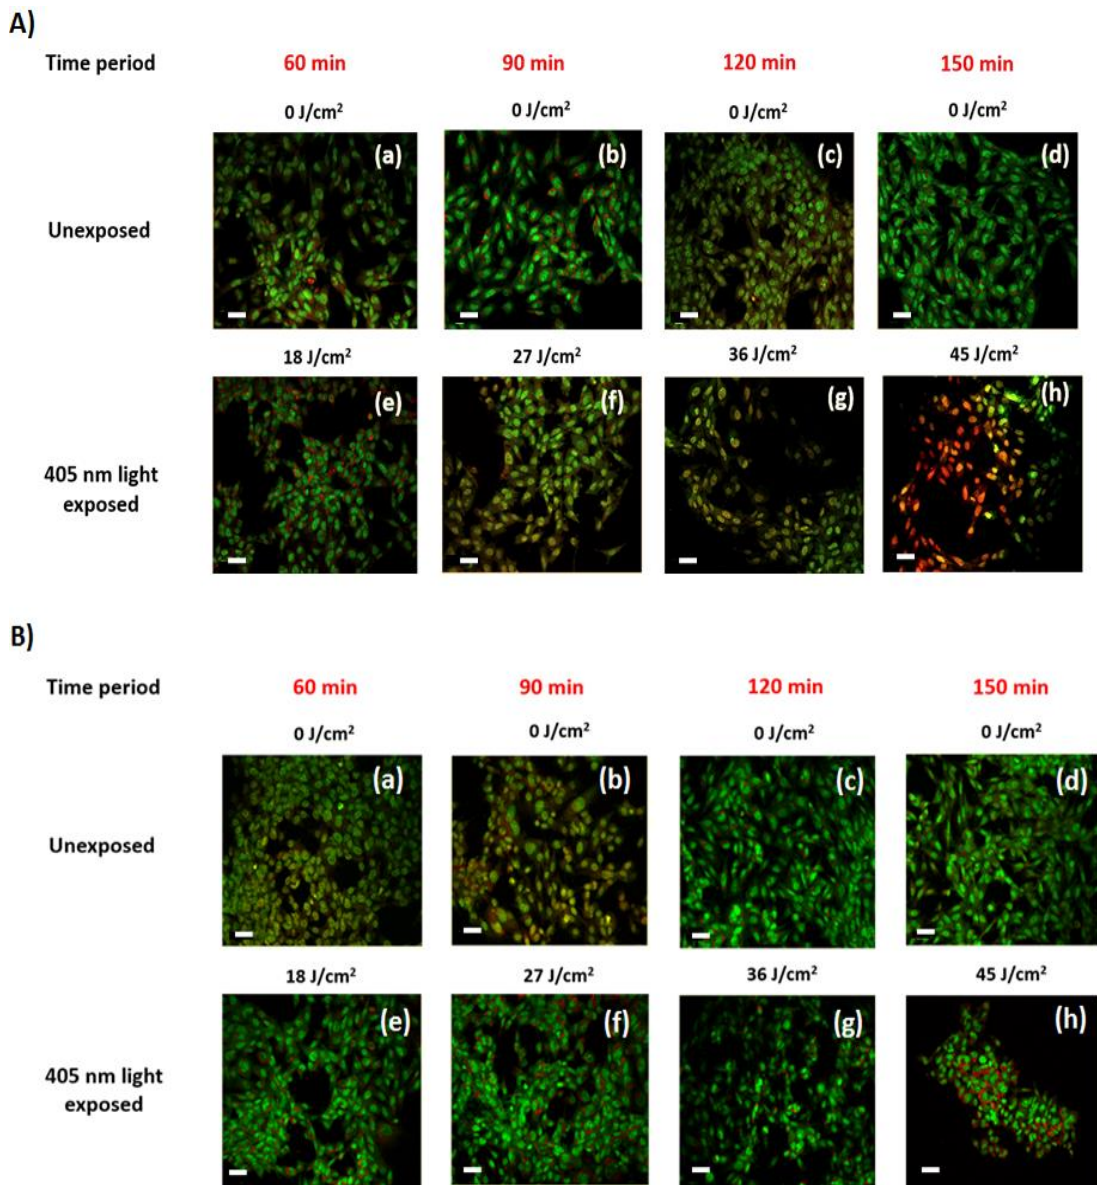 A)
Time period 60 min 90 min 120 min 150 min
0 J/cm² 0 J/cm² 0 J/cm² 0 J/cm²
(a) (b) (c) (d)
Unexposed
18 J/cm² 27 J/cm² 36 J/cm² 45 J/cm²
(e) (f) (g) (h)
405 nm light
exposed
B)
Time period 60 min 90 min 120 min 150 min
0 J/cm² 0 J/cm² 0 J/cm² 0 J/cm²
(a) (b) (c) (d)
Unexposed
18 J/cm² 27 J/cm² 36 J/cm² 45 J/cm²
(e) (f) (g) (h)
405 nm light
exposed